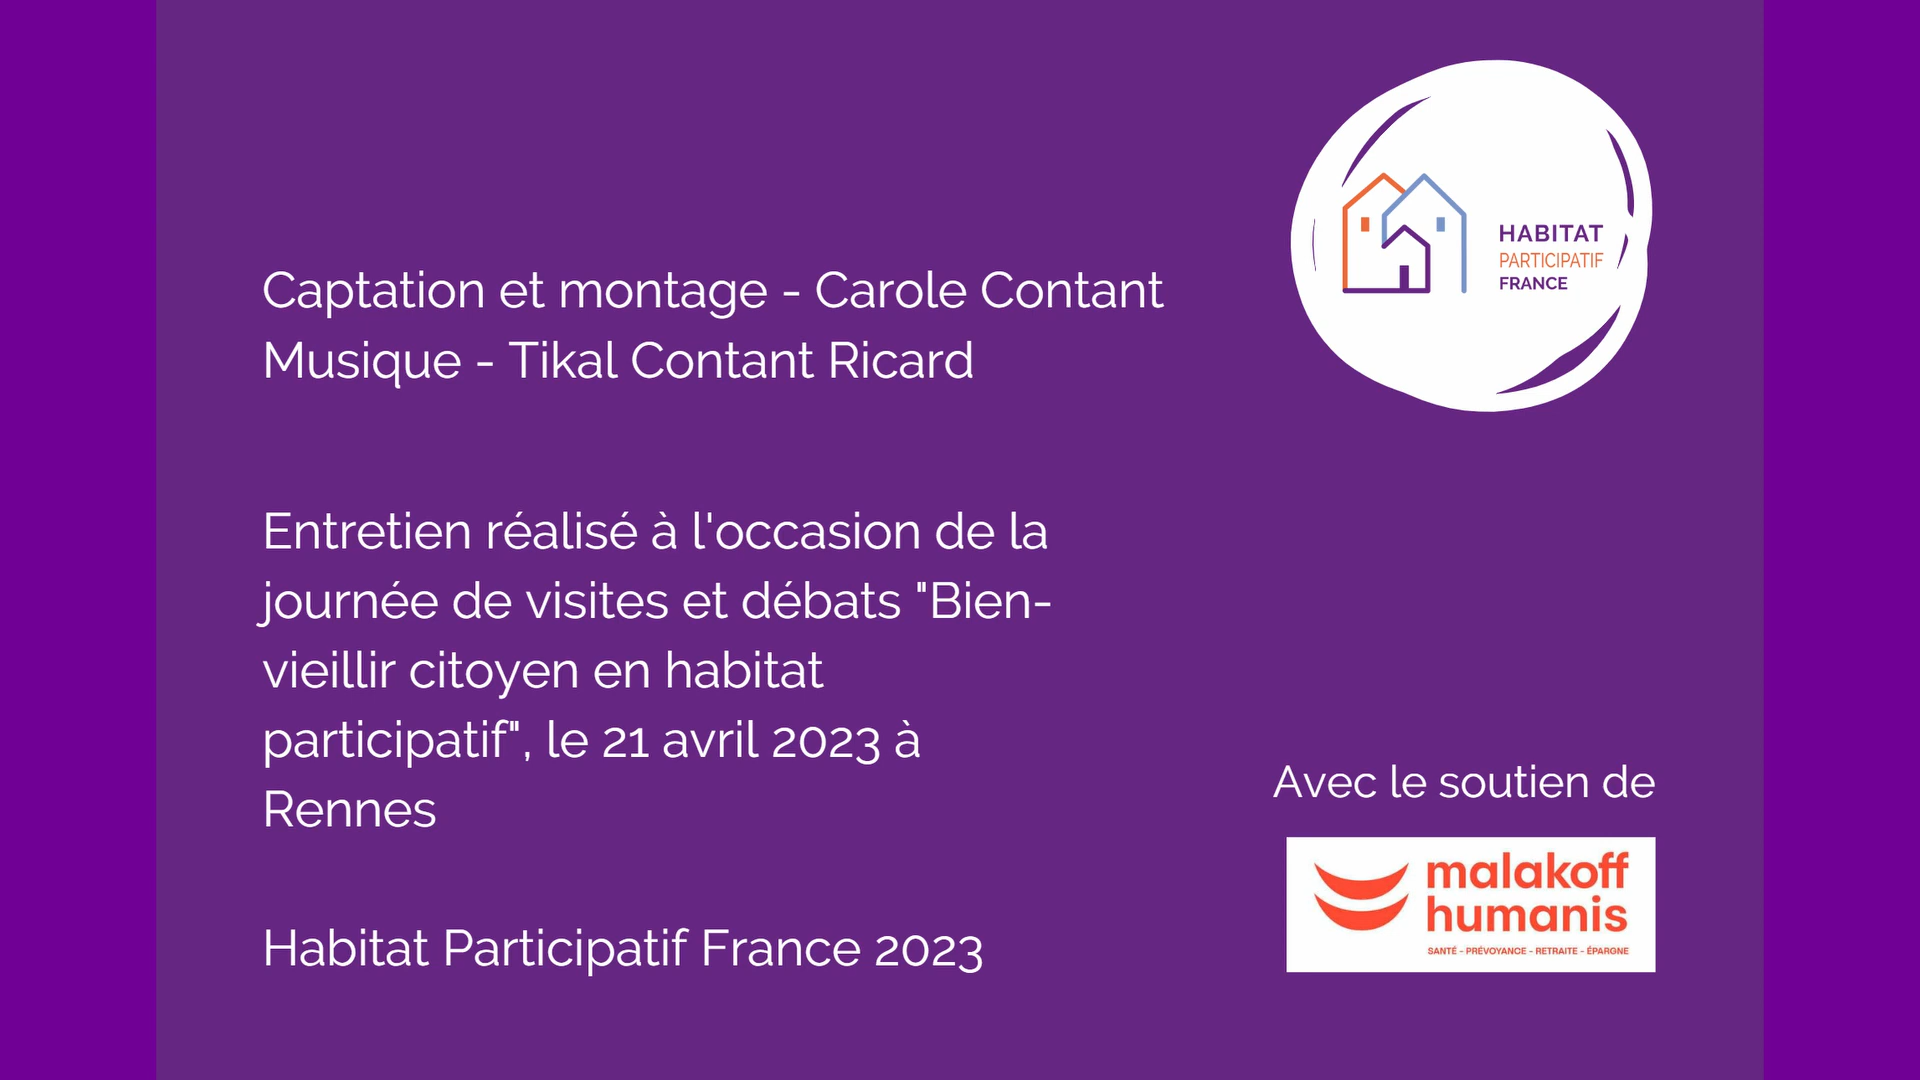 HABITAT
PARTICIPATIF
FRANCE
Captation et montage - Carole Contant
Musique - Tikal Contant Ricard
Entretien réalisé à l'occasion de la
journée de visites et débats "Bien-
vieillir citoyen en habitat
participatif", le 21 avril 2023 à
Rennes
Habitat Participatif France 2023
Avec le soutien de
malakoff
humanis
SANTÉ - PRÉVOYANCE - RETRAITE - ÉPARGNE